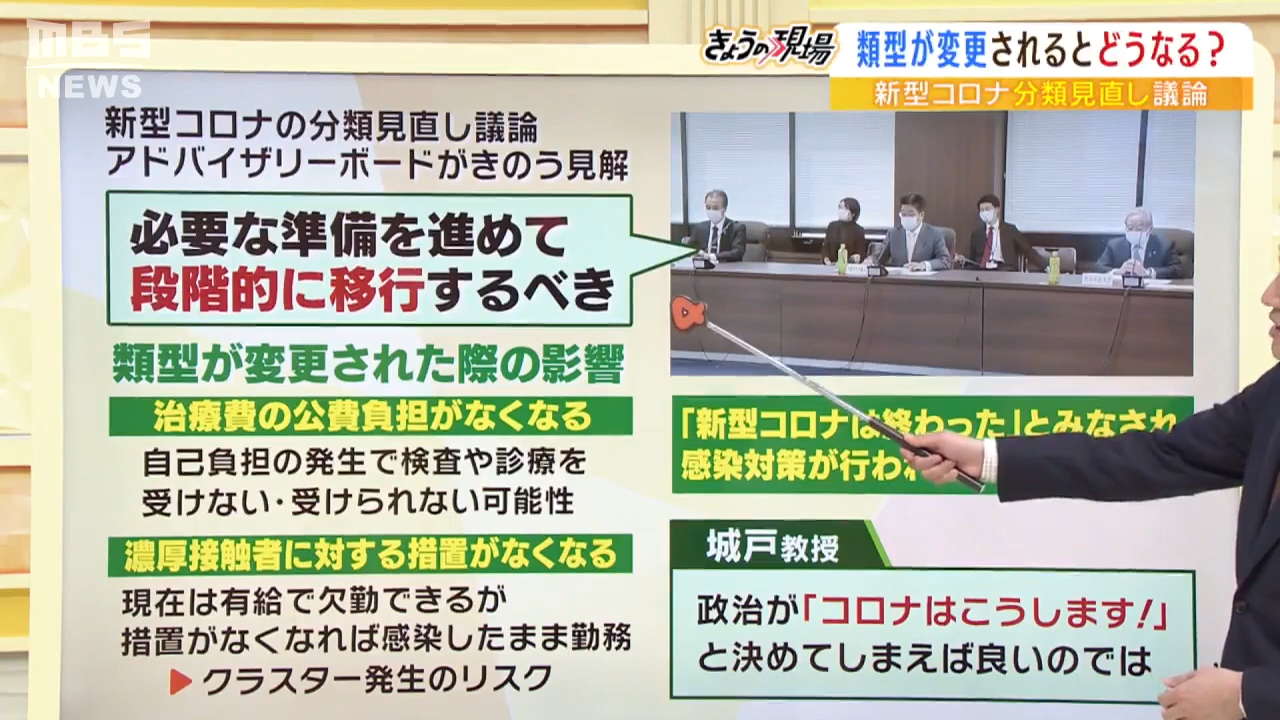 MBS
NEWS
きょうの現場
類型が変更されるとどうなる？
新型コロナ分類見直し議論
新型コロナの分類見直し議論
アドバイザリーボードがきのう見解
必要な準備を進めて
段階的に移行するべき
類型が変更された際の影響
治療費の公費負担がなくなる
自己負担の発生で検査や診療を
受けない・受けられない可能性
濃厚接触者に対する措置がなくなる
現在は有給で欠勤できるが
措置がなくなれば感染したまま勤務
▶クラスター発生のリスク
「新型コロナは終わった」とみなされ
感染対策が行われ
城戸教授
政治が「コロナはこうします！」
と決めてしまえば良いのでは